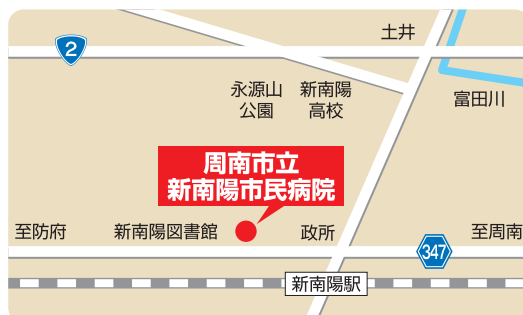 土井
2
永源山
公園
新南陽
高校
富田川
周南市立
新南陽市民病院
至防府
新南陽図書館
政所
至周南
347
新南陽駅